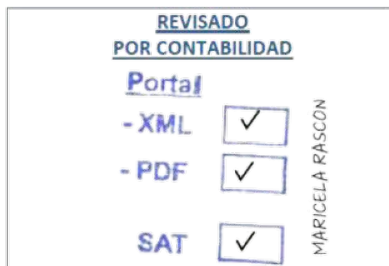 REVISADO
POR CONTABILIDAD
Portal
- XML ✓
- PDF ✓
SAT ✓
MARICELA RASCON